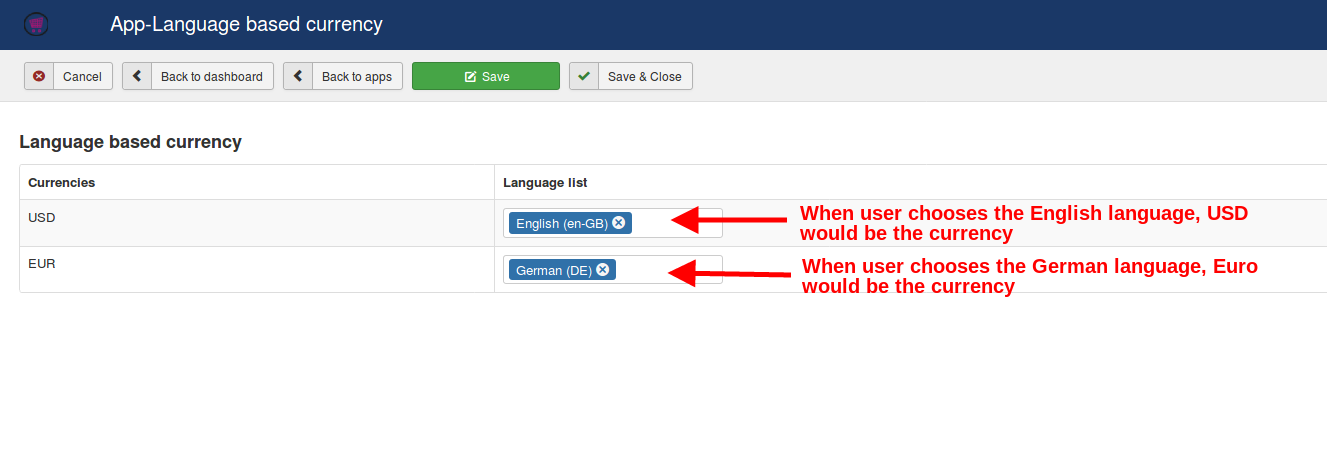 App-Language based currency
Cancel
Back to dashboard
Back to apps
Save
Save & Close
Language based currency
Currencies
Language list
USD
English (en-GB)
When user chooses the English language, USD
would be the currency
EUR
German (DE)
When user chooses the German language, Euro
would be the currency